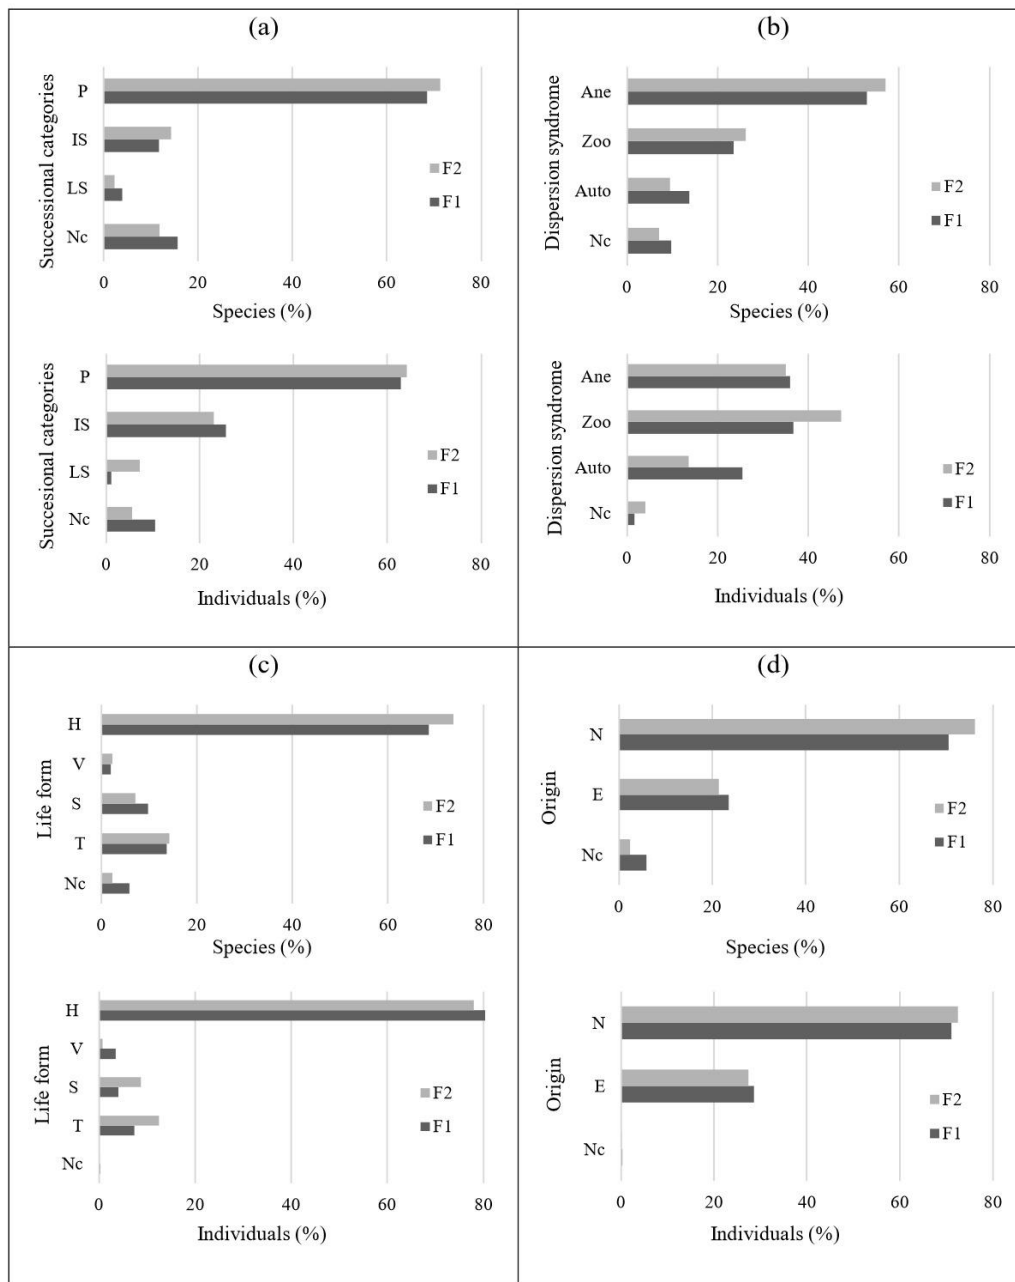 (a)
Successional categories
P
IS
LS
Nc
F2
F1
0 20 40 60 80
Species (%)
Succesional categories
P
IS
LS
Nc
F2
F1
0 20 40 60 80
Individuals (%)
(b)
Dispersion syndrome
Ane
Zoo
Auto
Nc
F2
F1
0 20 40 60 80
Species (%)
Dispersion syndrome
Ane
Zoo
Auto
Nc
F2
F1
0 20 40 60 80
Individuals (%)
(c)
Life form
H
V
S
T
Nc
F2
F1
0 20 40 60 80
Species (%)
Life form
H
V
S
T
Nc
F2
F1
0 20 40 60 80
Individuals (%)
(d)
Origin
N
E
Nc
F2
F1
0 20 40 60 80
Species (%)
Origin
N
E
Nc
F2
F1
0 20 40 60 80
Individuals (%)